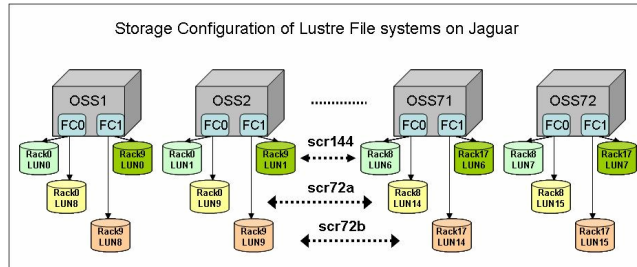 Storage Configuration of Lustre File systems on Jaguar
OSS1
OSS2
OSS71
OSS72
FC0
FC1
FC0
FC1
FC0
FC1
FC0
FC1
scr144
Rack0
LUN0
Rack9
LUN0
Rack0
LUN1
Rack9
LUN1
Rack8
LUN6
Rack17
LUN6
Rack8
LUN7
Rack17
LUN7
scr72a
Rack0
LUN8
Rack0
LUN9
Rack8
LUN14
Rack8
LUN15
scr72b
Rack9
LUN8
Rack9
LUN9
Rack17
LUN14
Rack17
LUN15